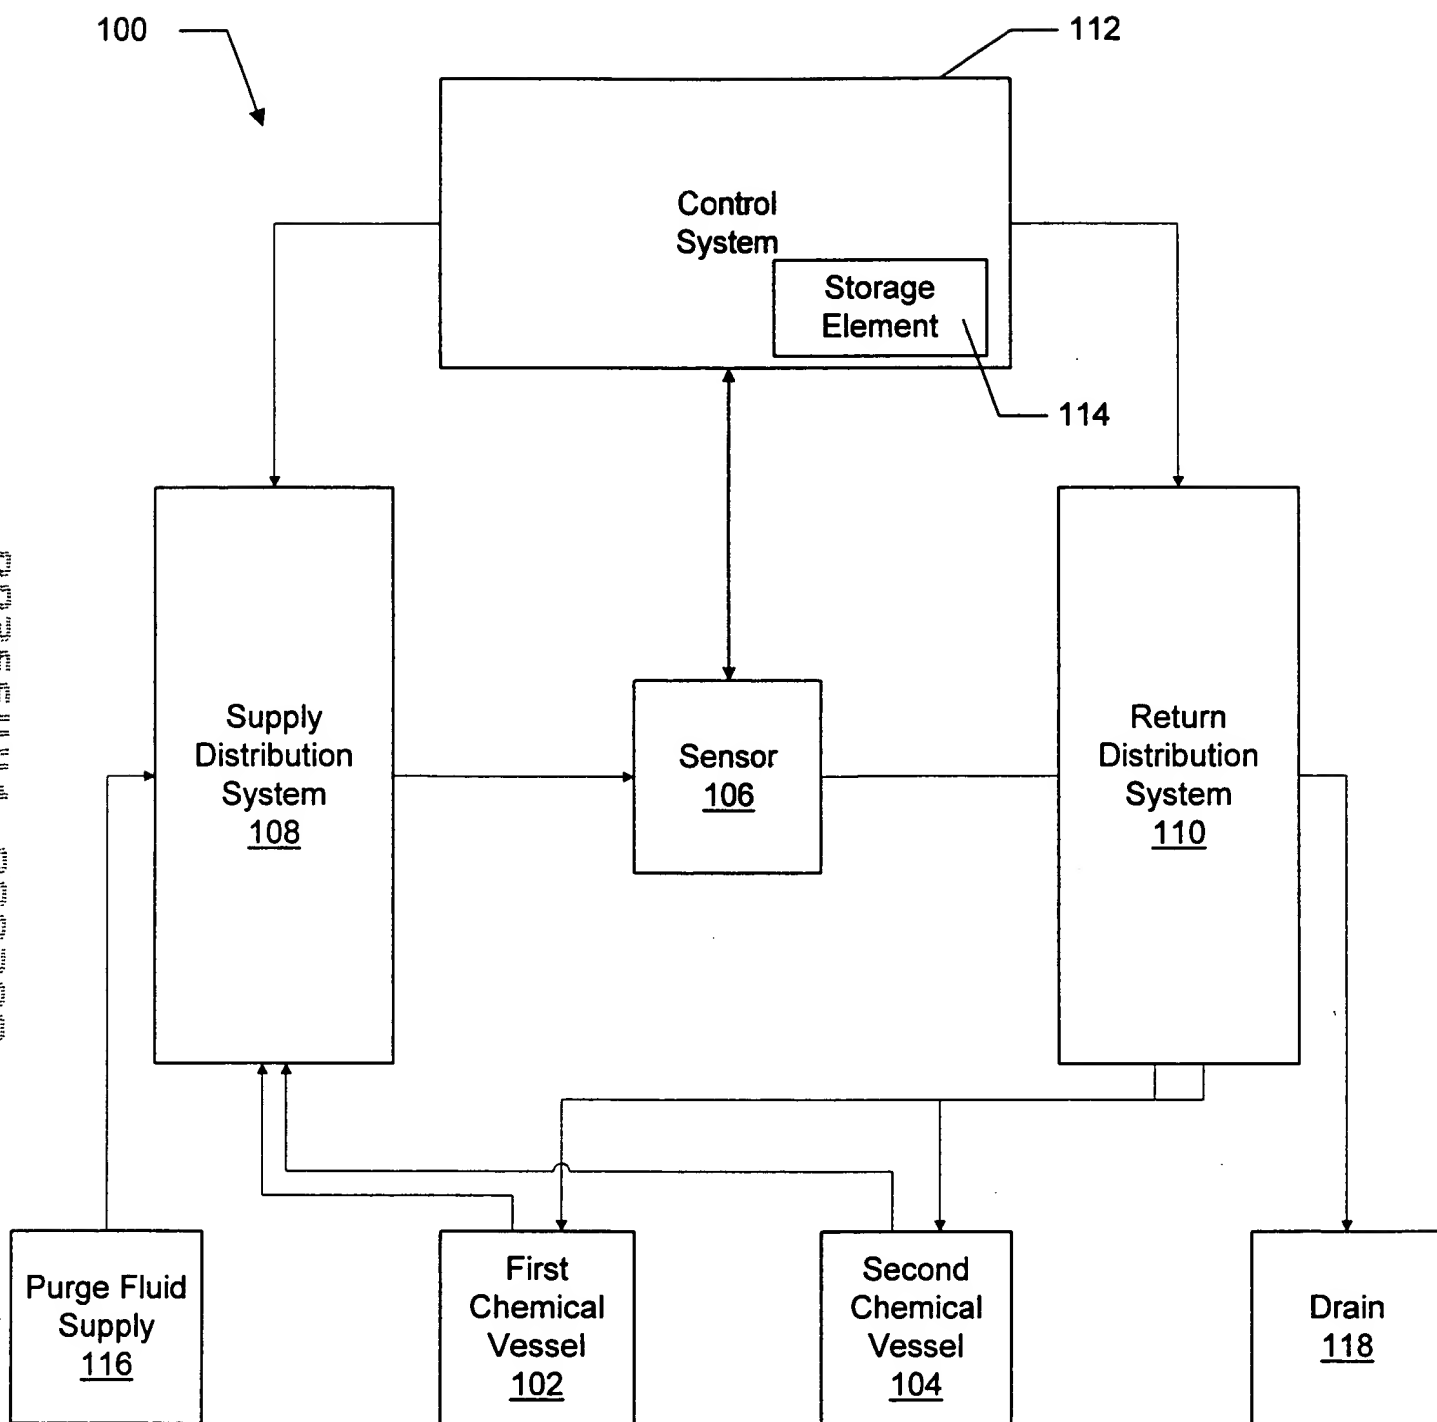 100
112
Control
System
Storage
Element
114
Supply
Distribution
System
108
Sensor
106
Return
Distribution
System
110
Purge Fluid
Supply
116
First
Chemical
Vessel
102
Second
Chemical
Vessel
104
Drain
118